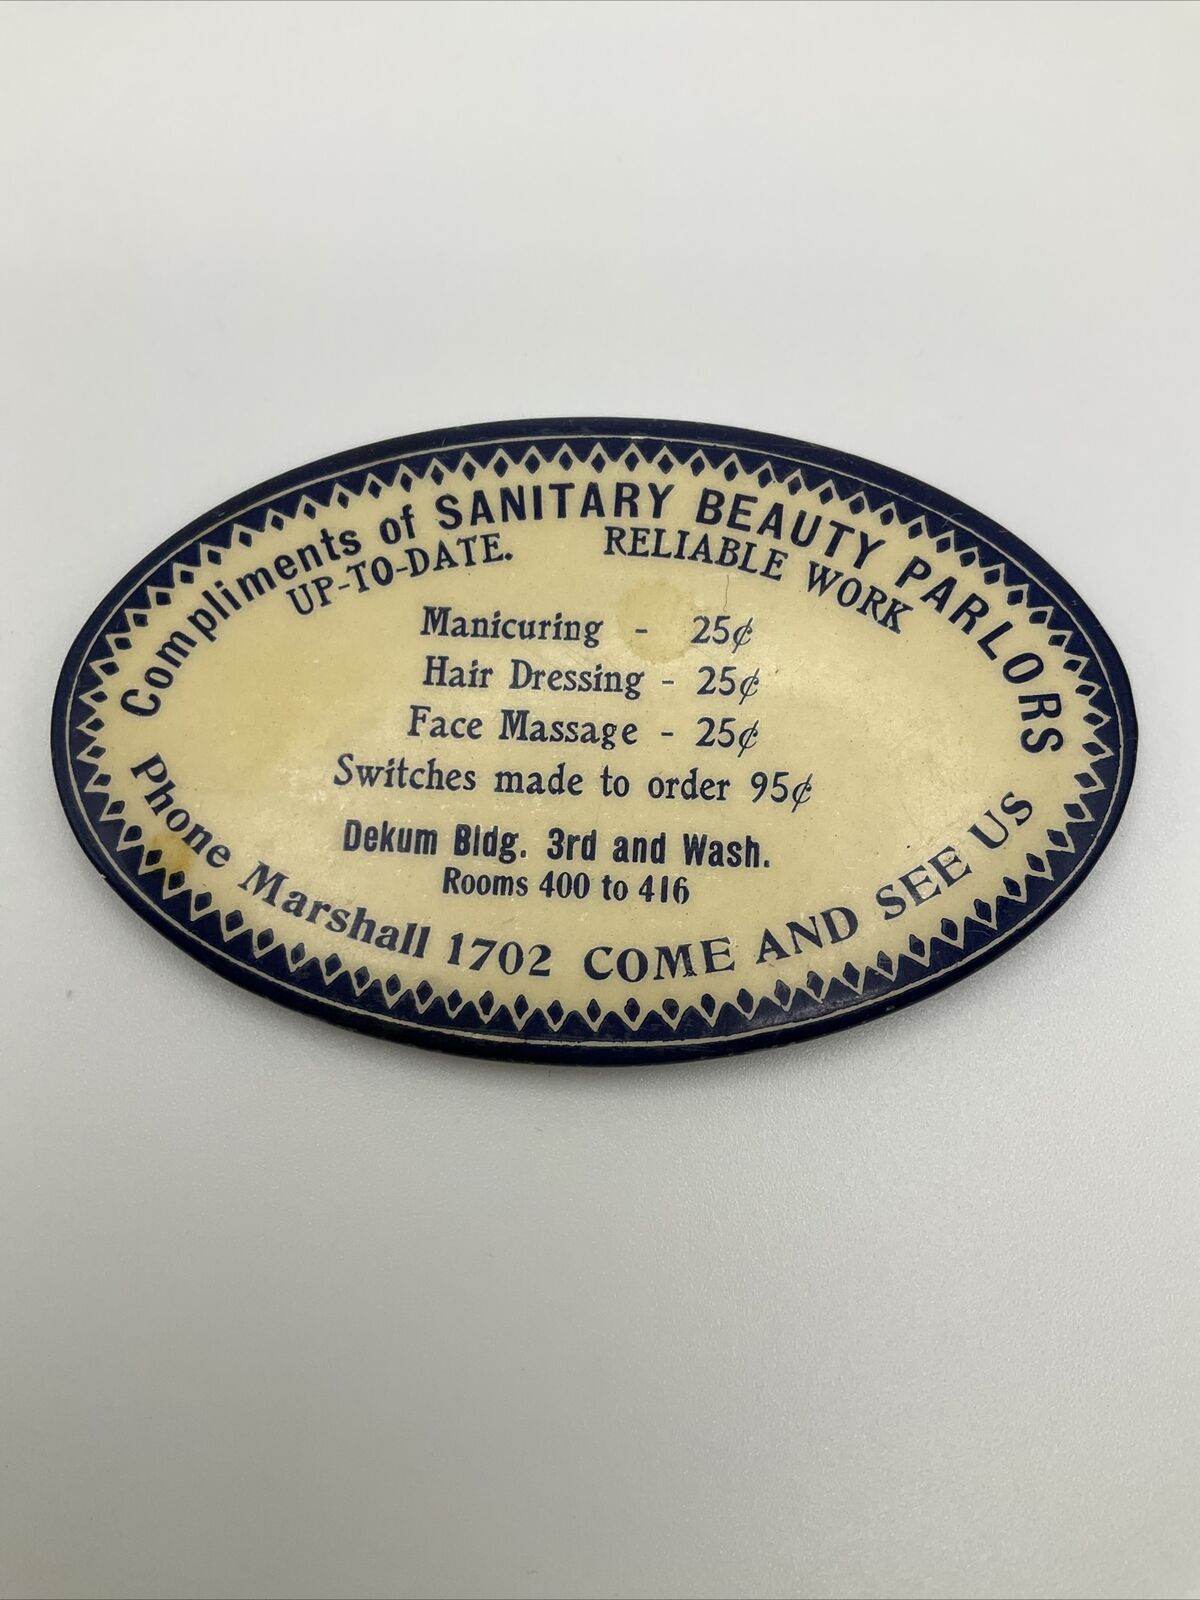 Compliments of SANITARY BEAUTY PARLORS
UP-TO-DATE. RELIABLE WORK
Manicuring - 25¢
Hair Dressing - 25¢
Face Massage - 25¢
Switches made to order 95¢
Dekum Bldg. 3rd and Wash.
Rooms 400 to 416
Phone Marshall 1702 COME AND SEE US